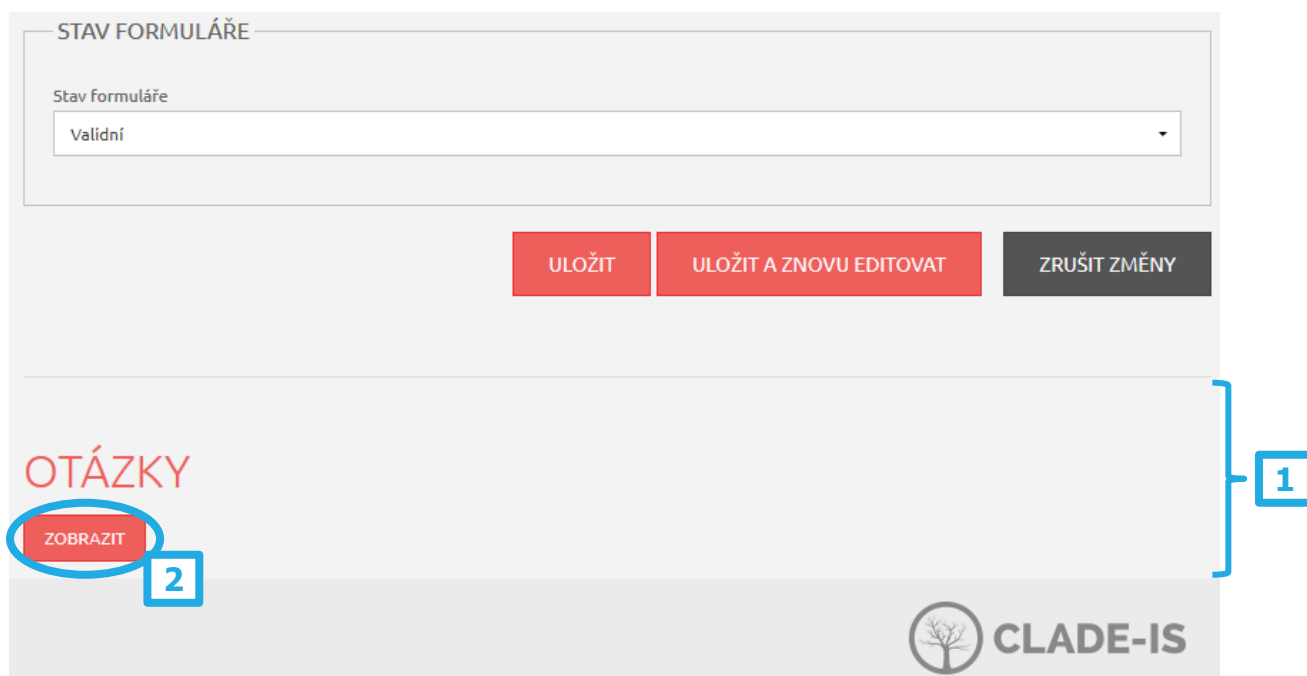 STAV FORMULÁŘE
Stav formuláře
Validní
ULOŽIT
ULOŽIT A ZNOVU EDITOVAT
ZRUŠIT ZMĚNY
OTÁZKY
1
ZOBRAZIT
2
CLADE-IS